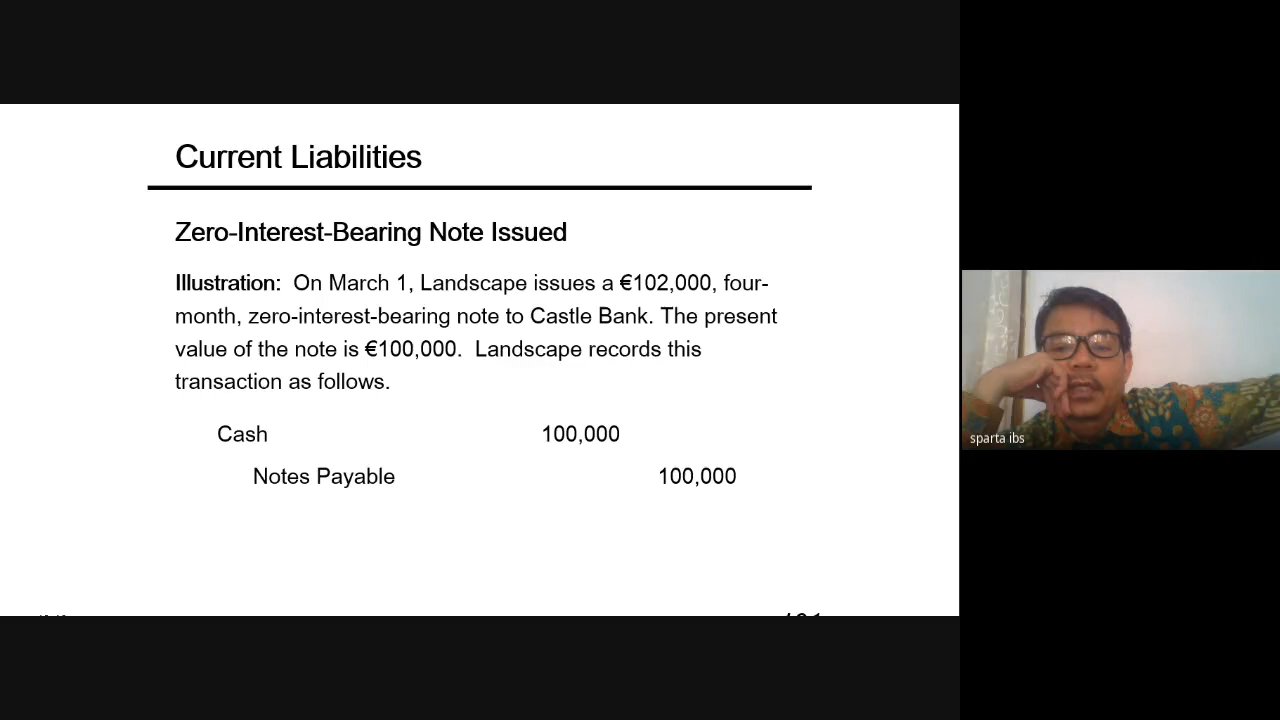 Current Liabilities
Zero-Interest-Bearing Note Issued
Illustration: On March 1, Landscape issues a €102,000, four-
month, zero-interest-bearing note to Castle Bank. The present
value of the note is €100,000. Landscape records this
transaction as follows.
Cash 100,000
Notes Payable 100,000
sparta ibs